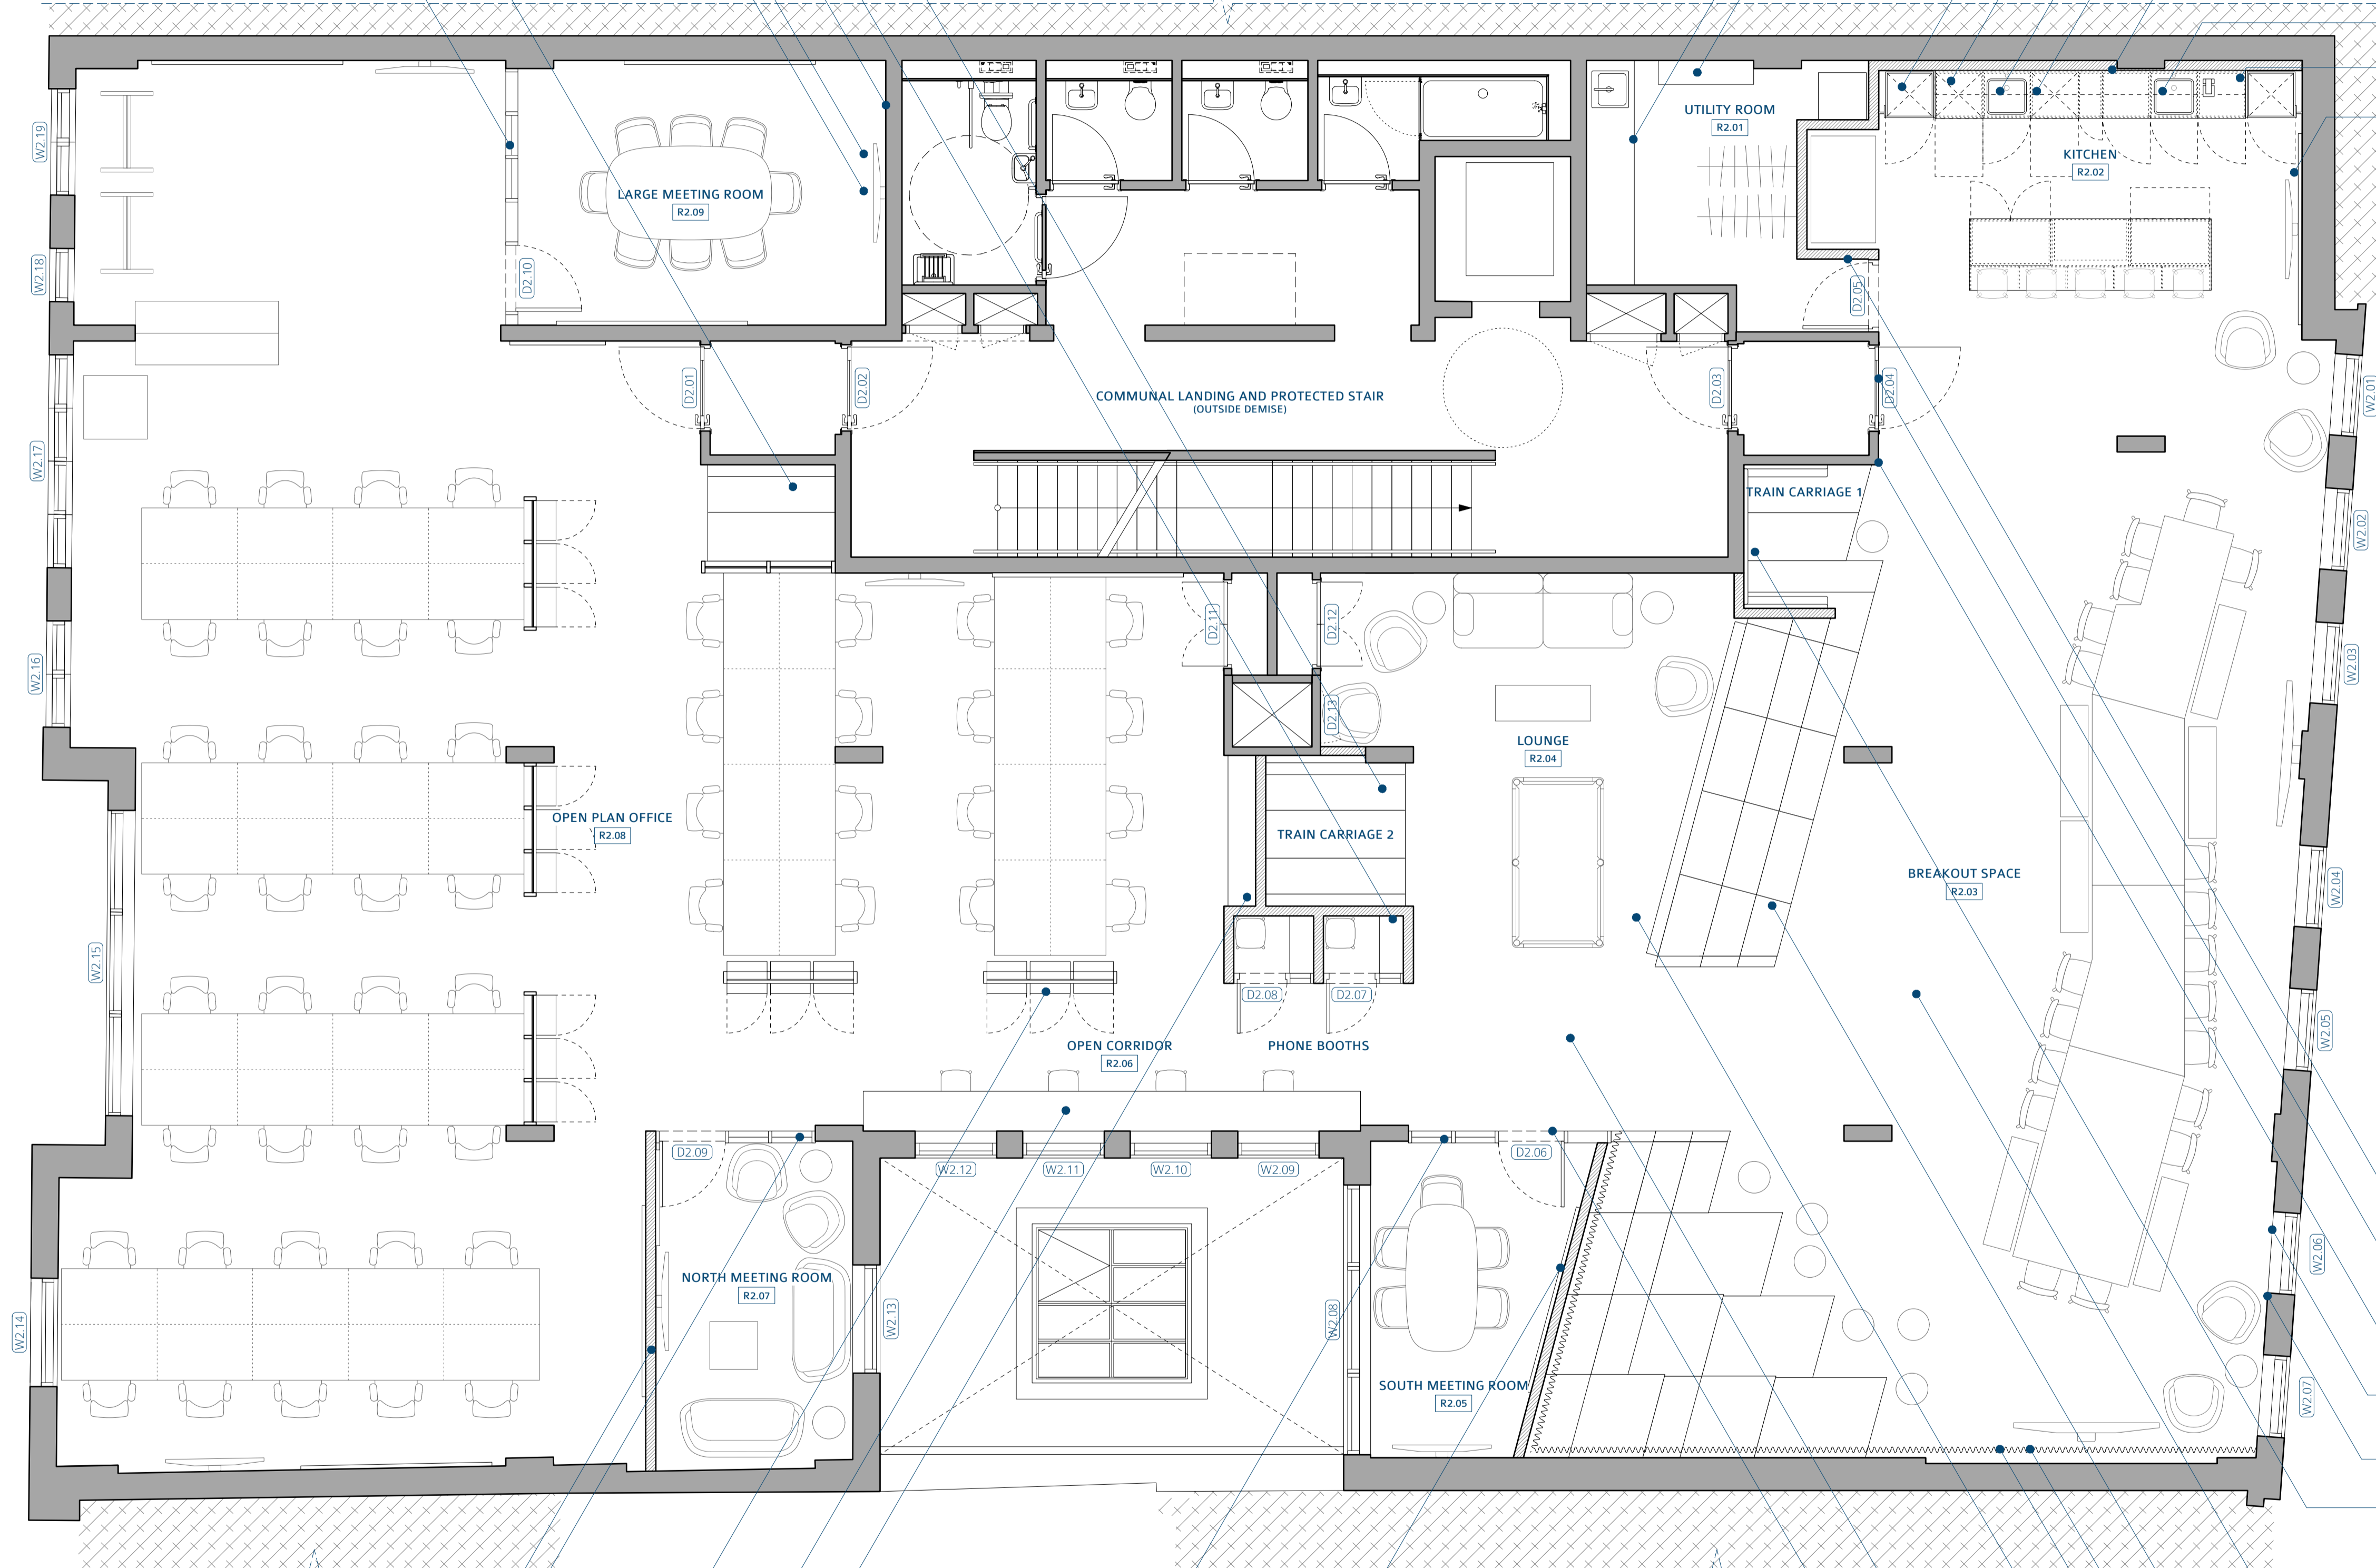 W2.19
W2.18
W2.17
W2.16
W2.15
W2.14
LARGE MEETING ROOM
R2.09
D2.10
UTILITY ROOM
R2.01
KITCHEN
R2.02
D2.05
D2.01
D2.02
COMMUNAL LANDING AND PROTECTED STAIR
(OUTSIDE DEMISE)
D2.03
D2.04
W2.01
W2.02
W2.03
W2.04
W2.05
W2.06
W2.07
TRAIN CARRIAGE 1
D2.11
D2.12
D2.13
LOUNGE
R2.04
OPEN PLAN OFFICE
R2.08
TRAIN CARRIAGE 2
BREAKOUT SPACE
R2.03
D2.08
D2.07
OPEN CORRIDOR
R2.06
PHONE BOOTHS
D2.09
W2.12
W2.11
W2.10
W2.09
D2.06
NORTH MEETING ROOM
R2.07
W2.13
W2.08
SOUTH MEETING ROOM
R2.05